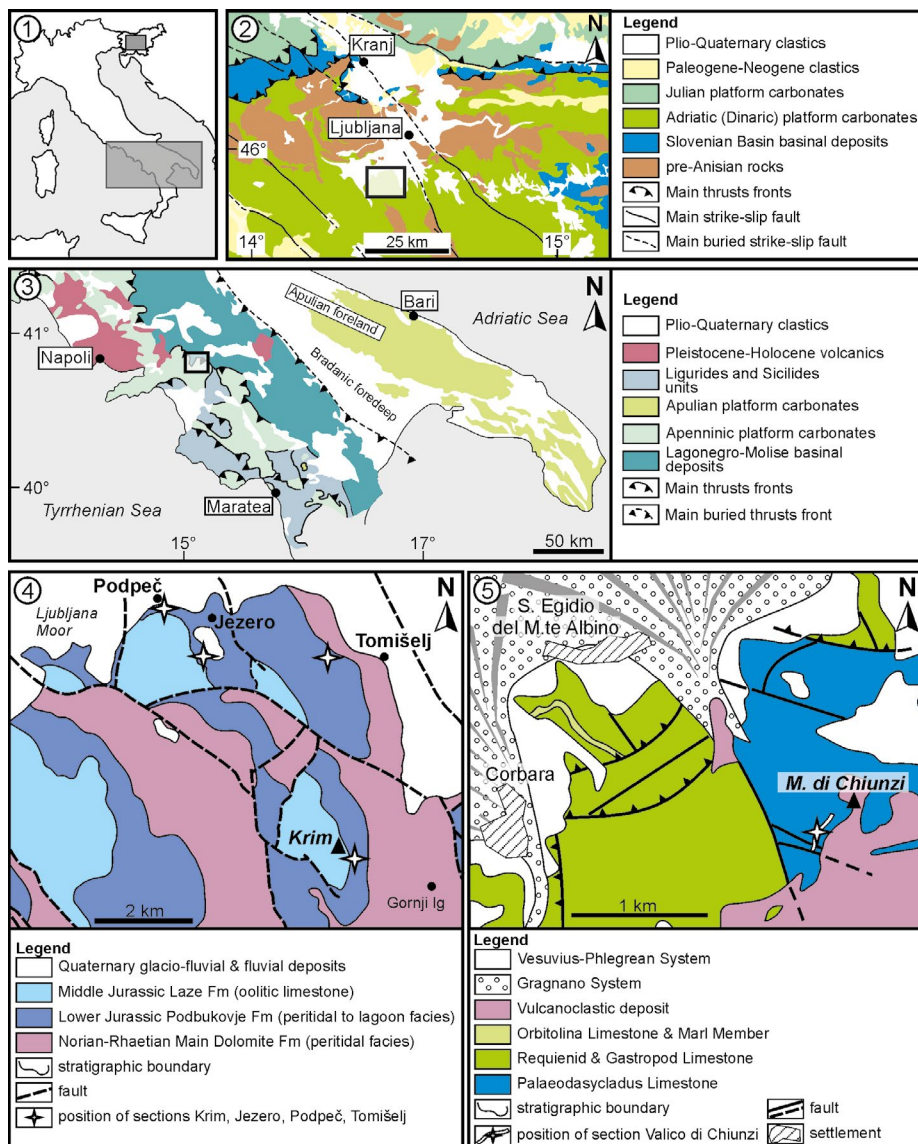 1
2
N
Kranj
Ljubljana
46°
14°
25 km
15°
Legend
Plio-Quaternary clastics
Paleogene-Neogene clastics
Julian platform carbonates
Adriatic (Dinaric) platform carbonates
Slovenian Basin basinal deposits
pre-Anisian rocks
Main thrusts fronts
Main strike-slip fault
Main buried strike-slip fault
3
N
Bari
Adriatic Sea
Apulian foreland
41°
Napoli
Bradanic foredeep
40°
Maratea
Tyrrhenian Sea
15°
17°
50 km
Legend
Plio-Quaternary clastics
Pleistocene-Holocene volcanics
Ligurides and Sicilides
units
Apulian platform carbonates
Apenninic platform carbonates
Lagonegro-Molise basinal
deposits
Main thrusts fronts
Main buried thrusts front
4
Podpeč
N
Ljubljana
Moor
Jezero
Tomišelj
Krim
2 km
Gornji Ig
Legend
Quaternary glacio-fluvial & fluvial deposits
Middle Jurassic Laze Fm (oolitic limestone)
Lower Jurassic Podbukovje Fm (peritidal to lagoon facies)
Norian-Rhaetian Main Dolomite Fm (peritidal facies)
stratigraphic boundary
fault
position of sections Krim, Jezero, Podpeč, Tomišelj
5
N
S. Egidio
del M.te Albino
Corbara
M. di Chiunzi
1 km
Legend
Vesuvius-Phlegrean System
Gragnano System
Vulcanoclastic deposit
Orbitolina Limestone & Marl Member
Requienid & Gastropod Limestone
Palaeodasycladus Limestone
stratigraphic boundary
fault
position of section Valico di Chiunzi
settlement